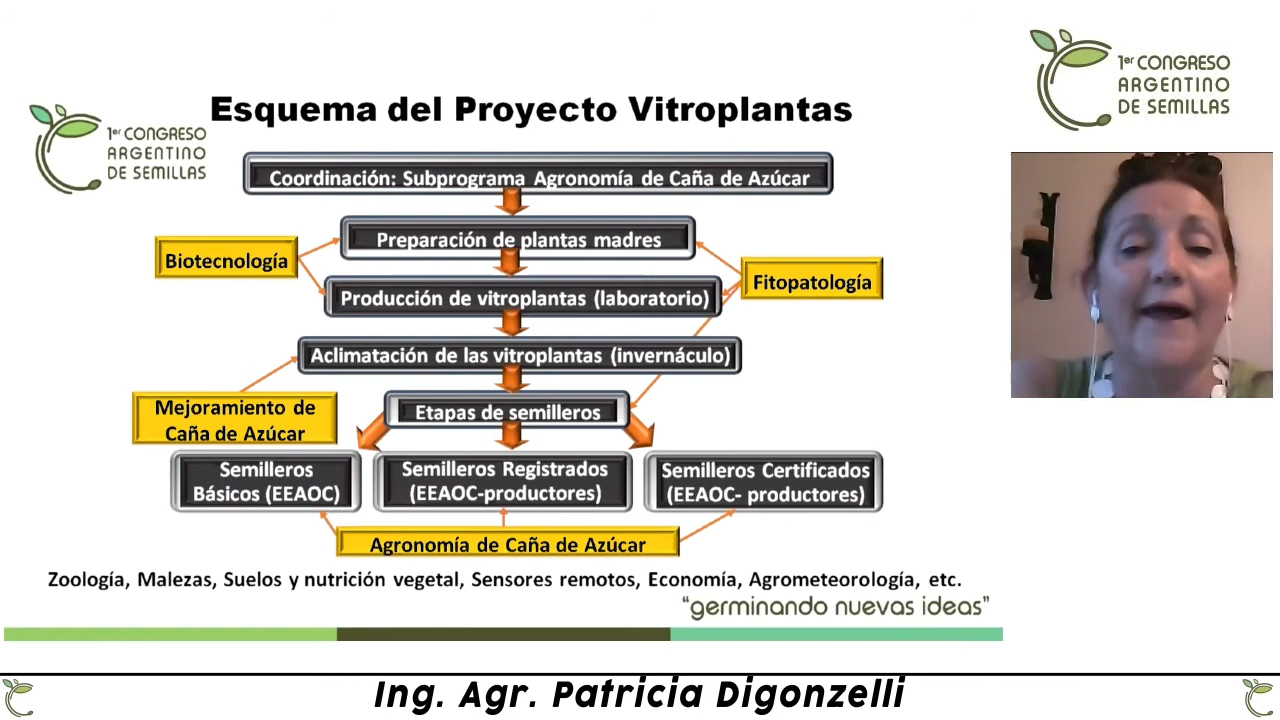 Esquema del Proyecto Vitroplantas
1er CONGRESO
ARGENTINO
DE SEMILLAS
1er CONGRESO
ARGENTINO
DE SEMILLAS
Coordinación: Subprograma Agronomía de Caña de Azúcar
Preparación de plantas madres
Biotecnología
Fitopatología
Producción de vitroplantas (laboratorio)
Aclimatación de las vitroplantas (invernáculo)
Mejoramiento de
Caña de Azúcar
Etapas de semilleros
Semilleros
Básicos (EEAOC)
Semilleros Registrados
(EEAOC-productores)
Semilleros Certificados
(EEAOC- productores)
Agronomía de Caña de Azúcar
Zoología, Malezas, Suelos y nutrición vegetal, Sensores remotos, Economía, Agrometeorología, etc.
“germinando nuevas ideas”
Ing. Agr. Patricia Digonzelli